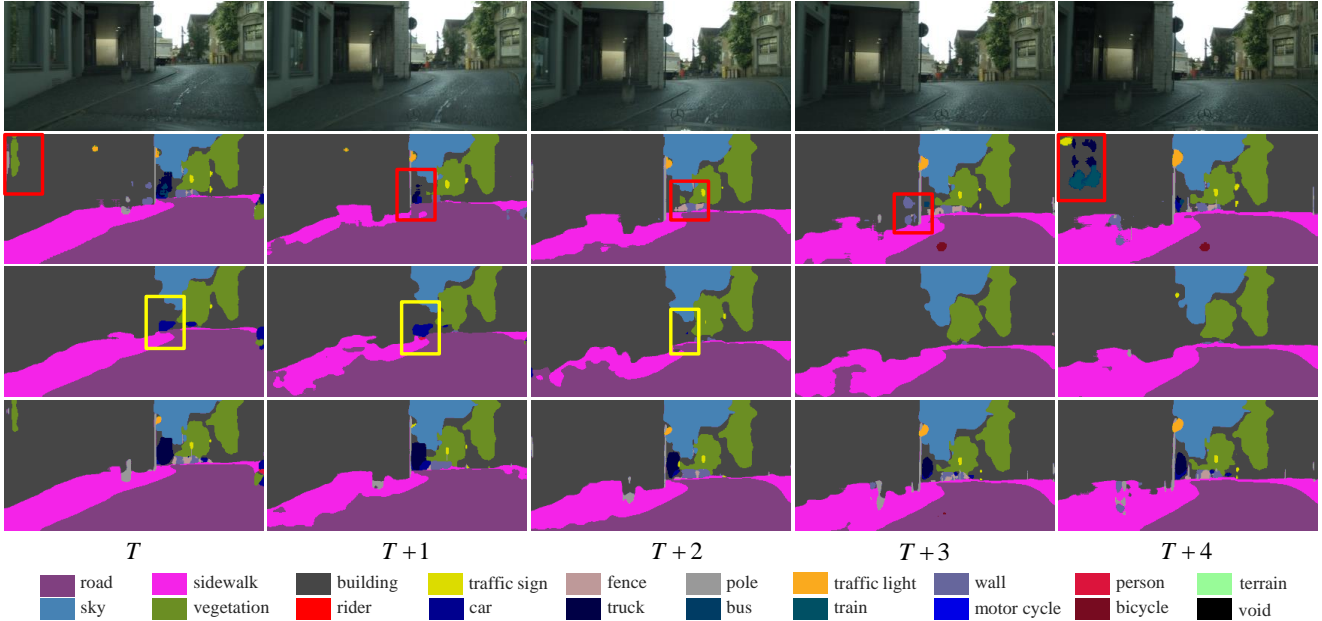 T T+1 T+2 T+3 T+4
road sidewalk building traffic sign fence pole traffic light wall person terrain
sky vegetation rider car truck bus train motor cycle bicycle void